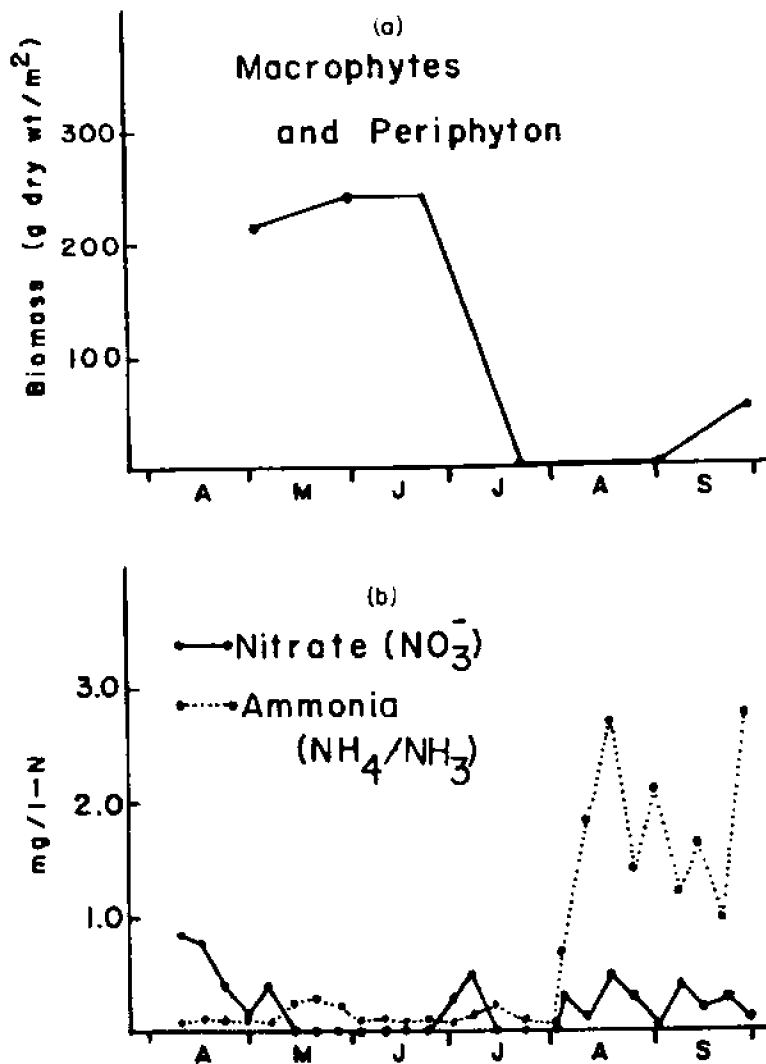 (a)
Macrophytes
and Periphyton
Biomass (g dry wt/m²)
300
200
100
A M J J A S
(b)
Nitrate (NO₃⁻)
Ammonia
(NH₄/NH₃)
mg/l-N
3.0
2.0
1.0
A M J J A S